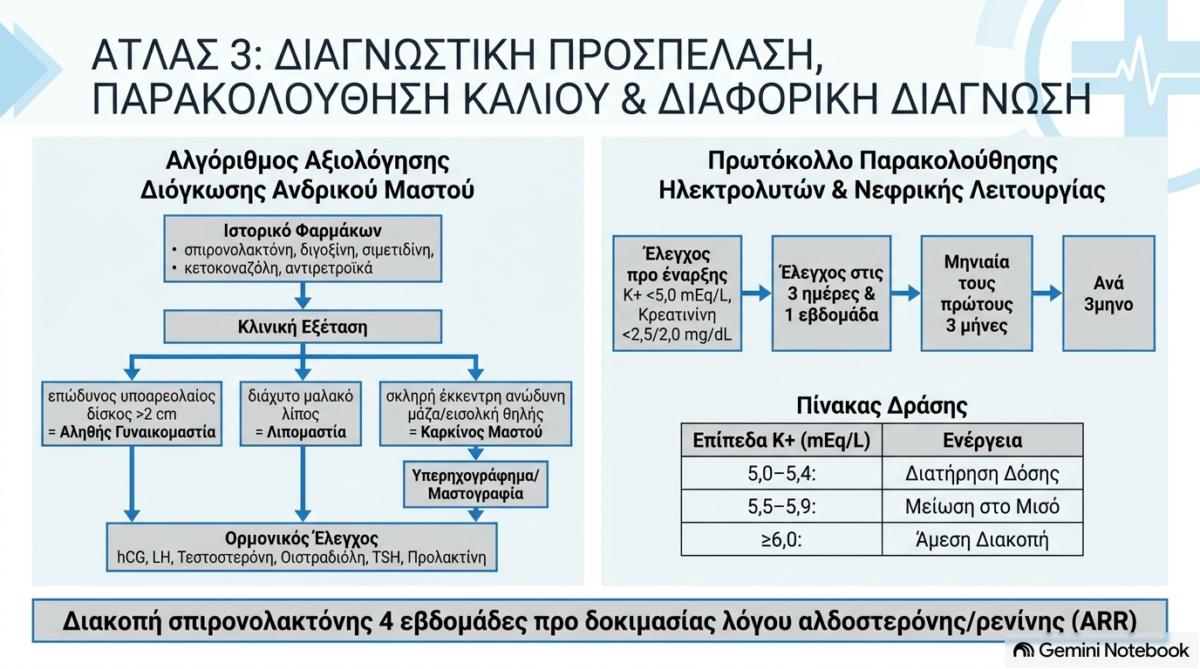 ΑΤΛΑΣ 3: ΔΙΑΓΝΩΣΤΙΚΗ ΠΡΟΣΠΕΛΑΣΗ,
ΠΑΡΑΚΟΛΟΥΘΗΣΗ ΚΑΛΙΟΥ & ΔΙΑΦΟΡΙΚΗ ΔΙΑΓΝΩΣΗ
Αλγόριθμος Αξιολόγησης
Διόγκωσης Ανδρικού Μαστού
Ιστορικό Φαρμάκων
• σπιρονολακτόνη, διγοξίνη, σιμετιδίνη,
• κετοκοναζόλη, αντιρετροϊκά
Κλινική Εξέταση
επώδυνος υποαρεολαίος
δίσκος >2 cm
= Αληθής Γυναικομαστία
διάχυτο μαλακό
λίπος
= Λιπομαστία
σκληρή έκκεντρη ανώδυνη
μάζα/εισολκή θηλής
= Καρκίνος Μαστού
Υπερηχογράφημα/
Μαστογραφία
Ορμονικός Έλεγχος
hCG, LH, Τεστοστερόνη, Οιστραδιόλη, TSH, Προλακτίνη
Πρωτόκολλο Παρακολούθησης
Ηλεκτρολυτών & Νεφρικής Λειτουργίας
Έλεγχος
προ έναρξης
K+ <5,0 mEq/L,
Κρεατινίνη
<2,5/2,0 mg/dL
Έλεγχος στις
3 ημέρες &
1 εβδομάδα
Μηνιαία
τους
πρώτους
3 μήνες
Ανά
3μηνο
Πίνακας Δράσης
Επίπεδα K+ (mEq/L) Ενέργεια
5,0–5,4: Διατήρηση Δόσης
5,5–5,9: Μείωση στο Μισό
≥6,0: Άμεση Διακοπή
Διακοπή σπιρονολακτόνης 4 εβδομάδες προ δοκιμασίας λόγου αλδοστερόνης/ρενίνης (ARR)
Gemini Notebook